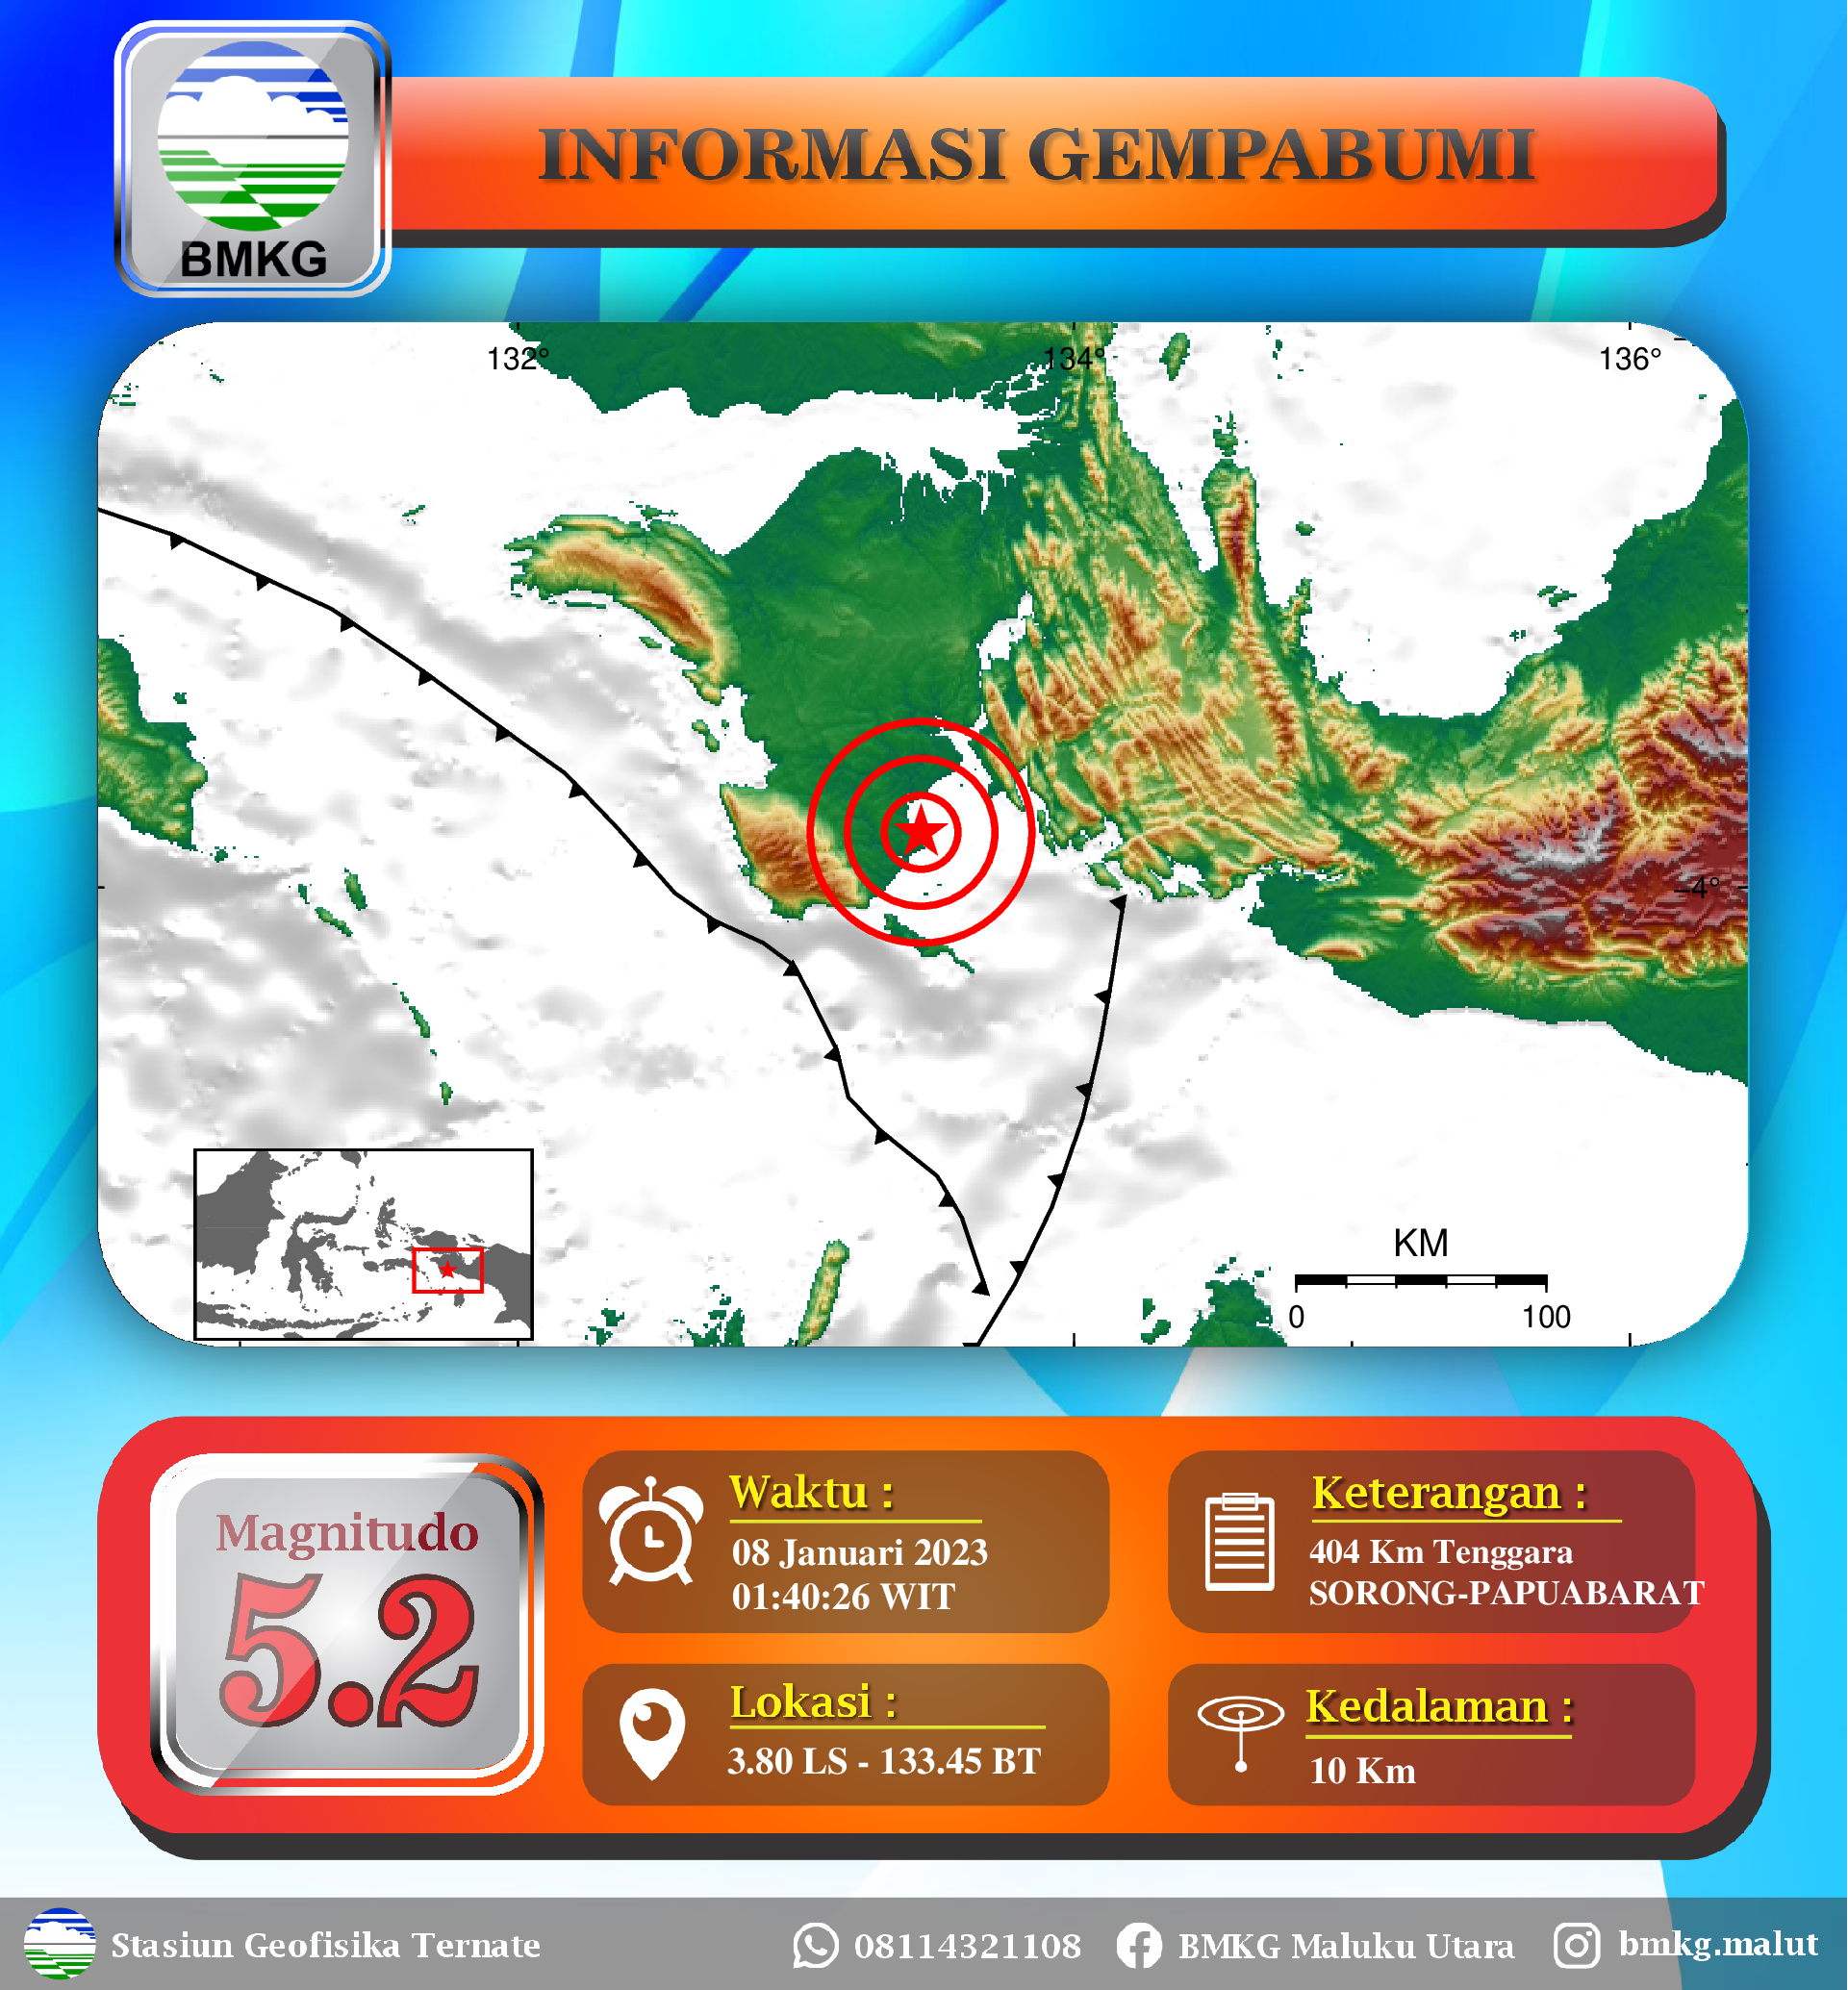 BMKG
INFORMASI GEMPABUMI
132°
134°
136°
–4°
KM
0
100
Magnitudo
5.2
Waktu :
08 Januari 2023
01:40:26 WIT
Keterangan :
404 Km Tenggara
SORONG-PAPUABARAT
Lokasi :
3.80 LS - 133.45 BT
Kedalaman :
10 Km
Stasiun Geofisika Ternate
08114321108
BMKG Maluku Utara
bmkg.malut